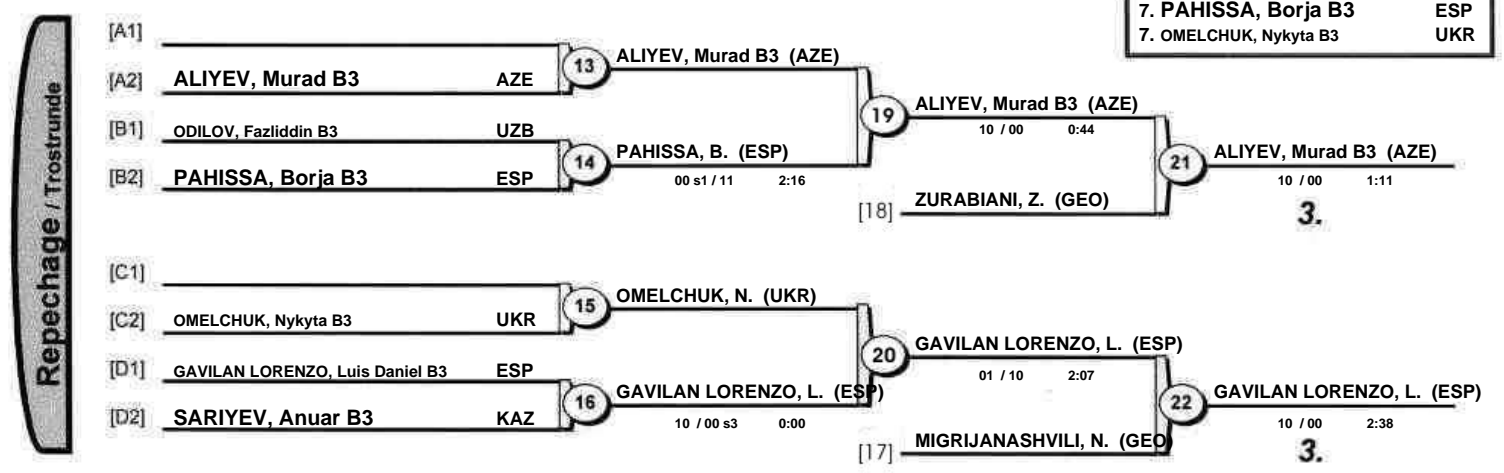 7. PAHISSA, Borja B3 ESP
7. OMELCHUK, Nykyta B3 UKR
Repechage / Trostrunde
[A1]
[A2] ALIYEV, Murad B3 AZE
13 ALIYEV, Murad B3 (AZE)
[B1] ODILOV, Fazliddin B3 UZB
[B2] PAHISSA, Borja B3 ESP
14 PAHISSA, B. (ESP)
00 s1 / 11 2:16
19 ALIYEV, Murad B3 (AZE)
10 / 00 0:44
[18] ZURABIANI, Z. (GEO)
21 ALIYEV, Murad B3 (AZE)
10 / 00 1:11
3.
[C1]
[C2] OMELCHUK, Nykyta B3 UKR
15 OMELCHUK, N. (UKR)
[D1] GAVILAN LORENZO, Luis Daniel B3 ESP
[D2] SARIYEV, Anuar B3 KAZ
16 GAVILAN LORENZO, L. (ESP)
10 / 00 s3 0:00
20 GAVILAN LORENZO, L. (ESP)
01 / 10 2:07
[17] MIGRIJANASHVILI, N. (GEO)
22 GAVILAN LORENZO, L. (ESP)
10 / 00 2:38
3.